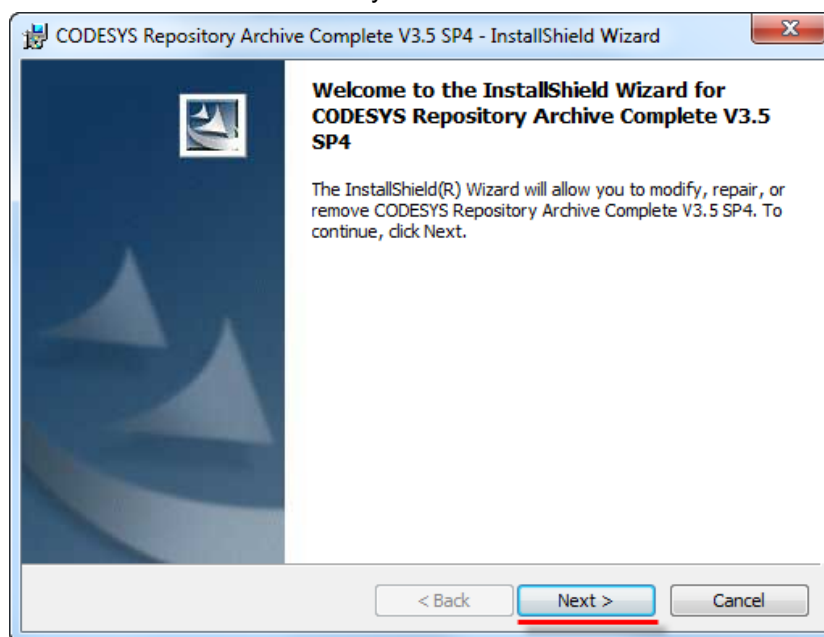 CODESYS Repository Archive Complete V3.5 SP4 - InstallShield Wizard
Welcome to the InstallShield Wizard for
CODESYS Repository Archive Complete V3.5
SP4
The InstallShield(R) Wizard will allow you to modify, repair, or
remove CODESYS Repository Archive Complete V3.5 SP4. To
continue, click Next.
< Back Next > Cancel